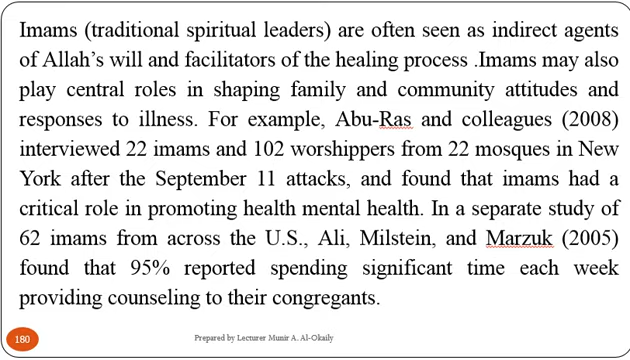 Imams (traditional spiritual leaders) are often seen as indirect agents
of Allah’s will and facilitators of the healing process .Imams may also
play central roles in shaping family and community attitudes and
responses to illness. For example, Abu-Ras and colleagues (2008)
interviewed 22 imams and 102 worshippers from 22 mosques in New
York after the September 11 attacks, and found that imams had a
critical role in promoting health mental health. In a separate study of
62 imams from across the U.S., Ali, Milstein, and Marzuk (2005)
found that 95% reported spending significant time each week
providing counseling to their congregants.
180
Prepared by Lecturer Munir A. Al-Okaily